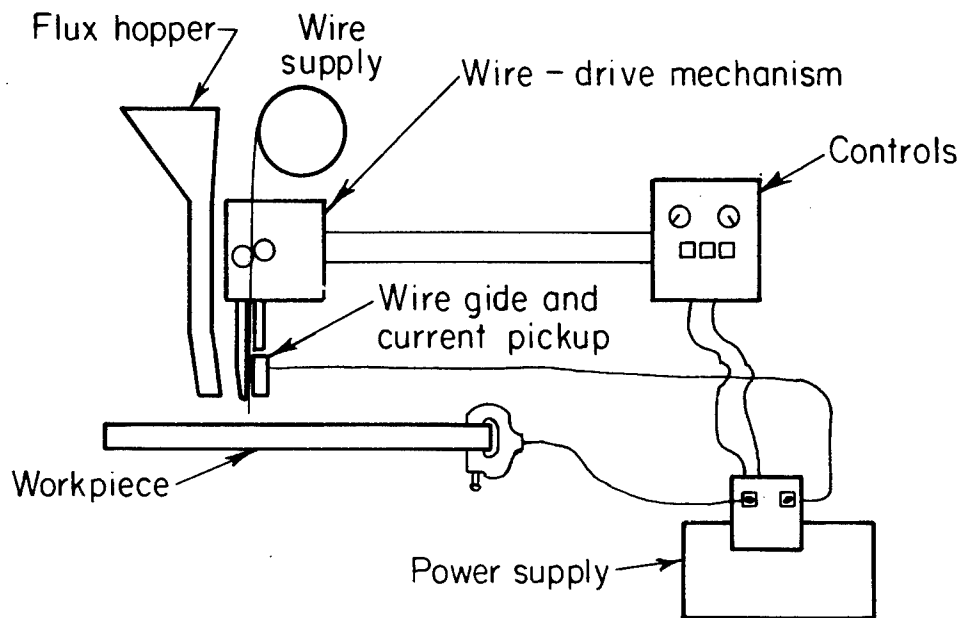 Flux hopper
Wire
supply
Wire - drive mechanism
Controls
Wire gide and
current pickup
Workpiece
Power supply